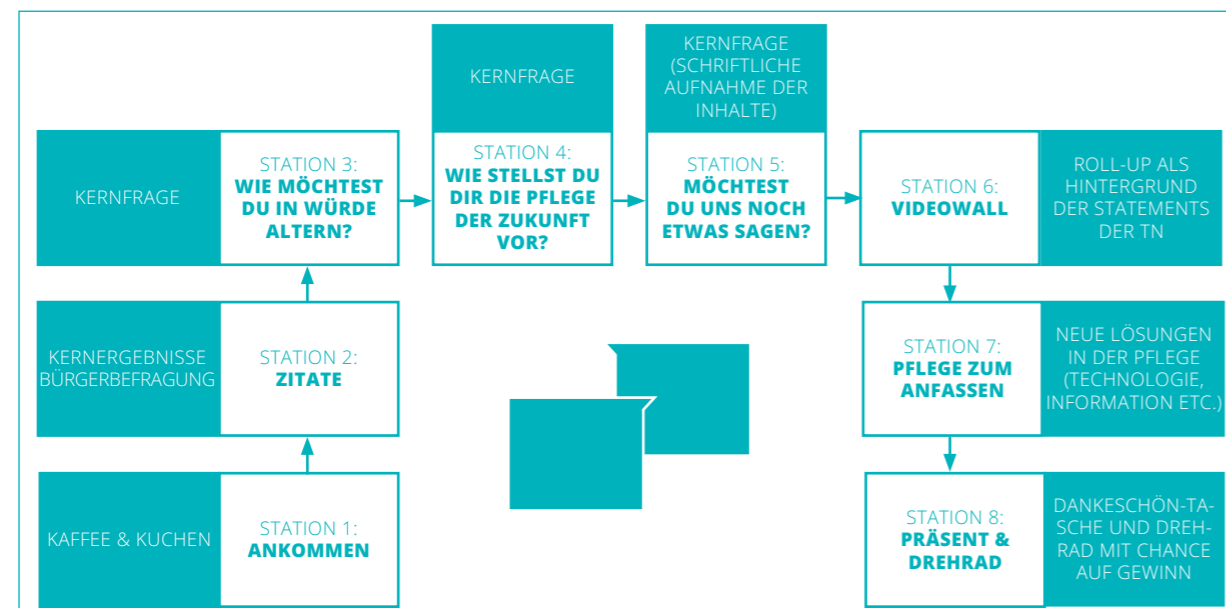 KAFFEE & KUCHEN
STATION 1:
ANKOMMEN
KERNERGEBNISSE
BÜRGERBEFRAGUNG
STATION 2:
ZITATE
KERNFRAGE
STATION 3:
WIE MÖCHTEST
DU IN WÜRDE
ALTERN?
KERNFRAGE
STATION 4:
WIE STELLST DU
DIR DIE PFLEGE
DER ZUKUNFT
VOR?
KERNFRAGE
(SCHRIFTLICHE
AUFNAHME DER
INHALTE)
STATION 5:
MÖCHTEST
DU UNS NOCH
ETWAS SAGEN?
STATION 6:
VIDEOWALL
ROLL-UP ALS
HINTERGRUND
DER STATEMENTS
DER TN
STATION 7:
PFLEGE ZUM
ANFASSEN
NEUE LÖSUNGEN
IN DER PFLEGE
(TECHNOLOGIE,
INFORMATION ETC.)
STATION 8:
PRÄSENT &
DREHRAD
DANKESCHÖN-TA-
SCHE UND DREH-
RAD MIT CHANCE
AUF GEWINN